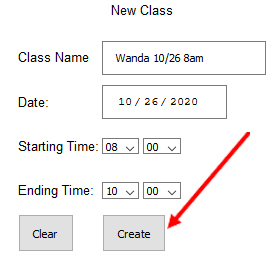 New Class
Class Name Wanda 10/26 8am
Date: 10/26/2020
Starting Time: 08 00
Ending Time: 10 00
Clear Create